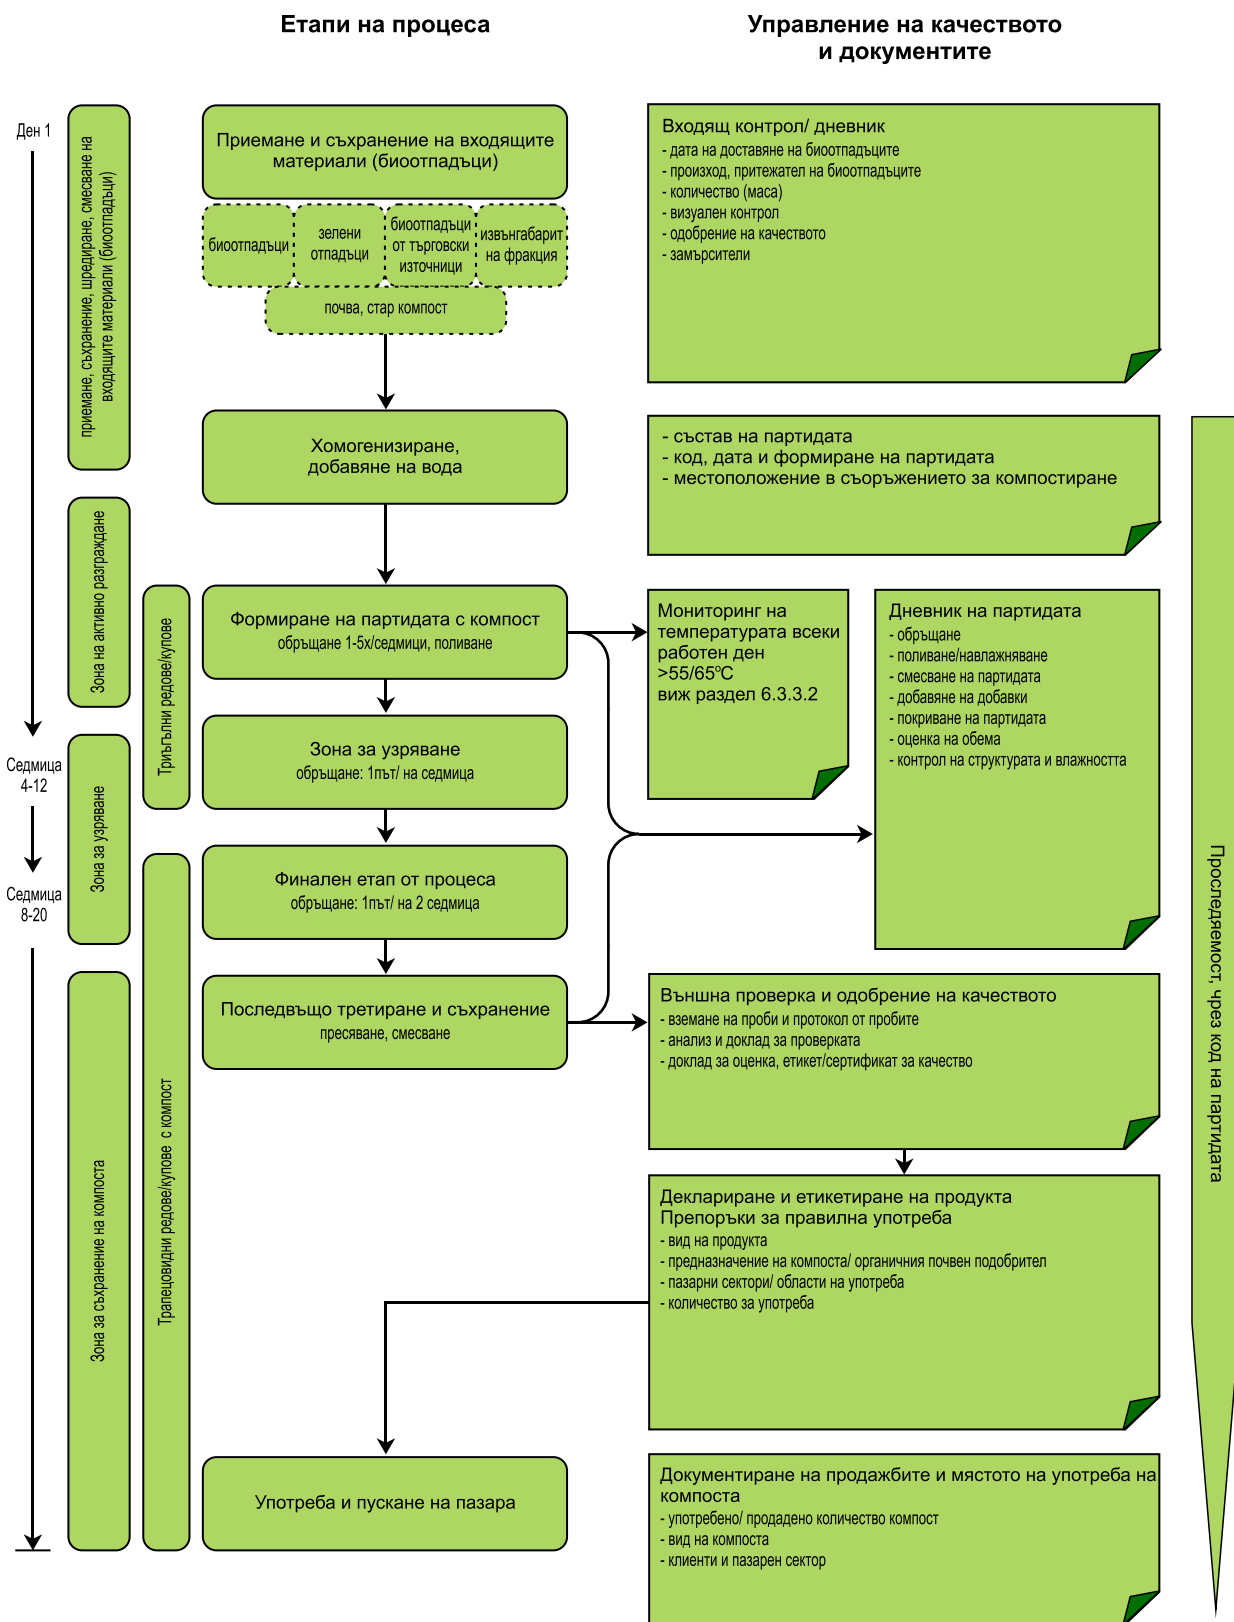 Етапи на процеса
Управление на качеството
и документите
Ден 1
Седмица
4-12
Седмица
8-20
приемане, съхранение, шредиране, смесване на
входящите материали (биоотпадъци)
Зона на активно разграждане
Зона за узряване
Зона за съхранение на компоста
Триъгълни редове/купове
Трапецовидни редове/купове с компост
Приемане и съхранение на входящите
материали (биоотпадъци)
биоотпадъци
зелени
отпадъци
биоотпадъци
от търговски
източници
извънгабарит
на фракция
почва, стар компост
Хомогенизиране,
добавяне на вода
Формиране на партидата с компост
обръщане 1-5x/седмици, поливане
Зона за узряване
обръщане: 1път/ на седмица
Финален етап от процеса
обръщане: 1път/ на 2 седмица
Последвъщо третиране и съхранение
пресяване, смесване
Употреба и пускане на пазара
Входящ контрол/ дневник
- дата на доставяне на биоотпадъците
- произход, притежател на биоотпадъците
- количество (маса)
- визуален контрол
- одобрение на качеството
- замърсители
- състав на партидата
- код, дата и формиране на партидата
- местоположение в съоръжението за компостиране
Мониторинг на
температурата всеки
работен ден
>55/65°C
виж раздел 6.3.3.2
Дневник на партидата
- обръщане
- поливане/навлажняване
- смесване на партидата
- добавяне на добавки
- покриване на партидата
- оценка на обема
- контрол на структурата и влажността
Външна проверка и одобрение на качеството
- вземане на проби и протокол от пробите
- анализ и доклад за проверката
- доклад за оценка, етикет/сертификат за качество
Деклариране и етикетиране на продукта
Препоръки за правилна употреба
- вид на продукта
- предназначение на компоста/ органичния почвен подобрител
- пазарни сектори/ области на употреба
- количество за употреба
Документиране на продажбите и мястото на употреба на
компоста
- употребено/ продадено количество компост
- вид на компоста
- клиенти и пазарен сектор
Проследяемост, чрез код на партидата